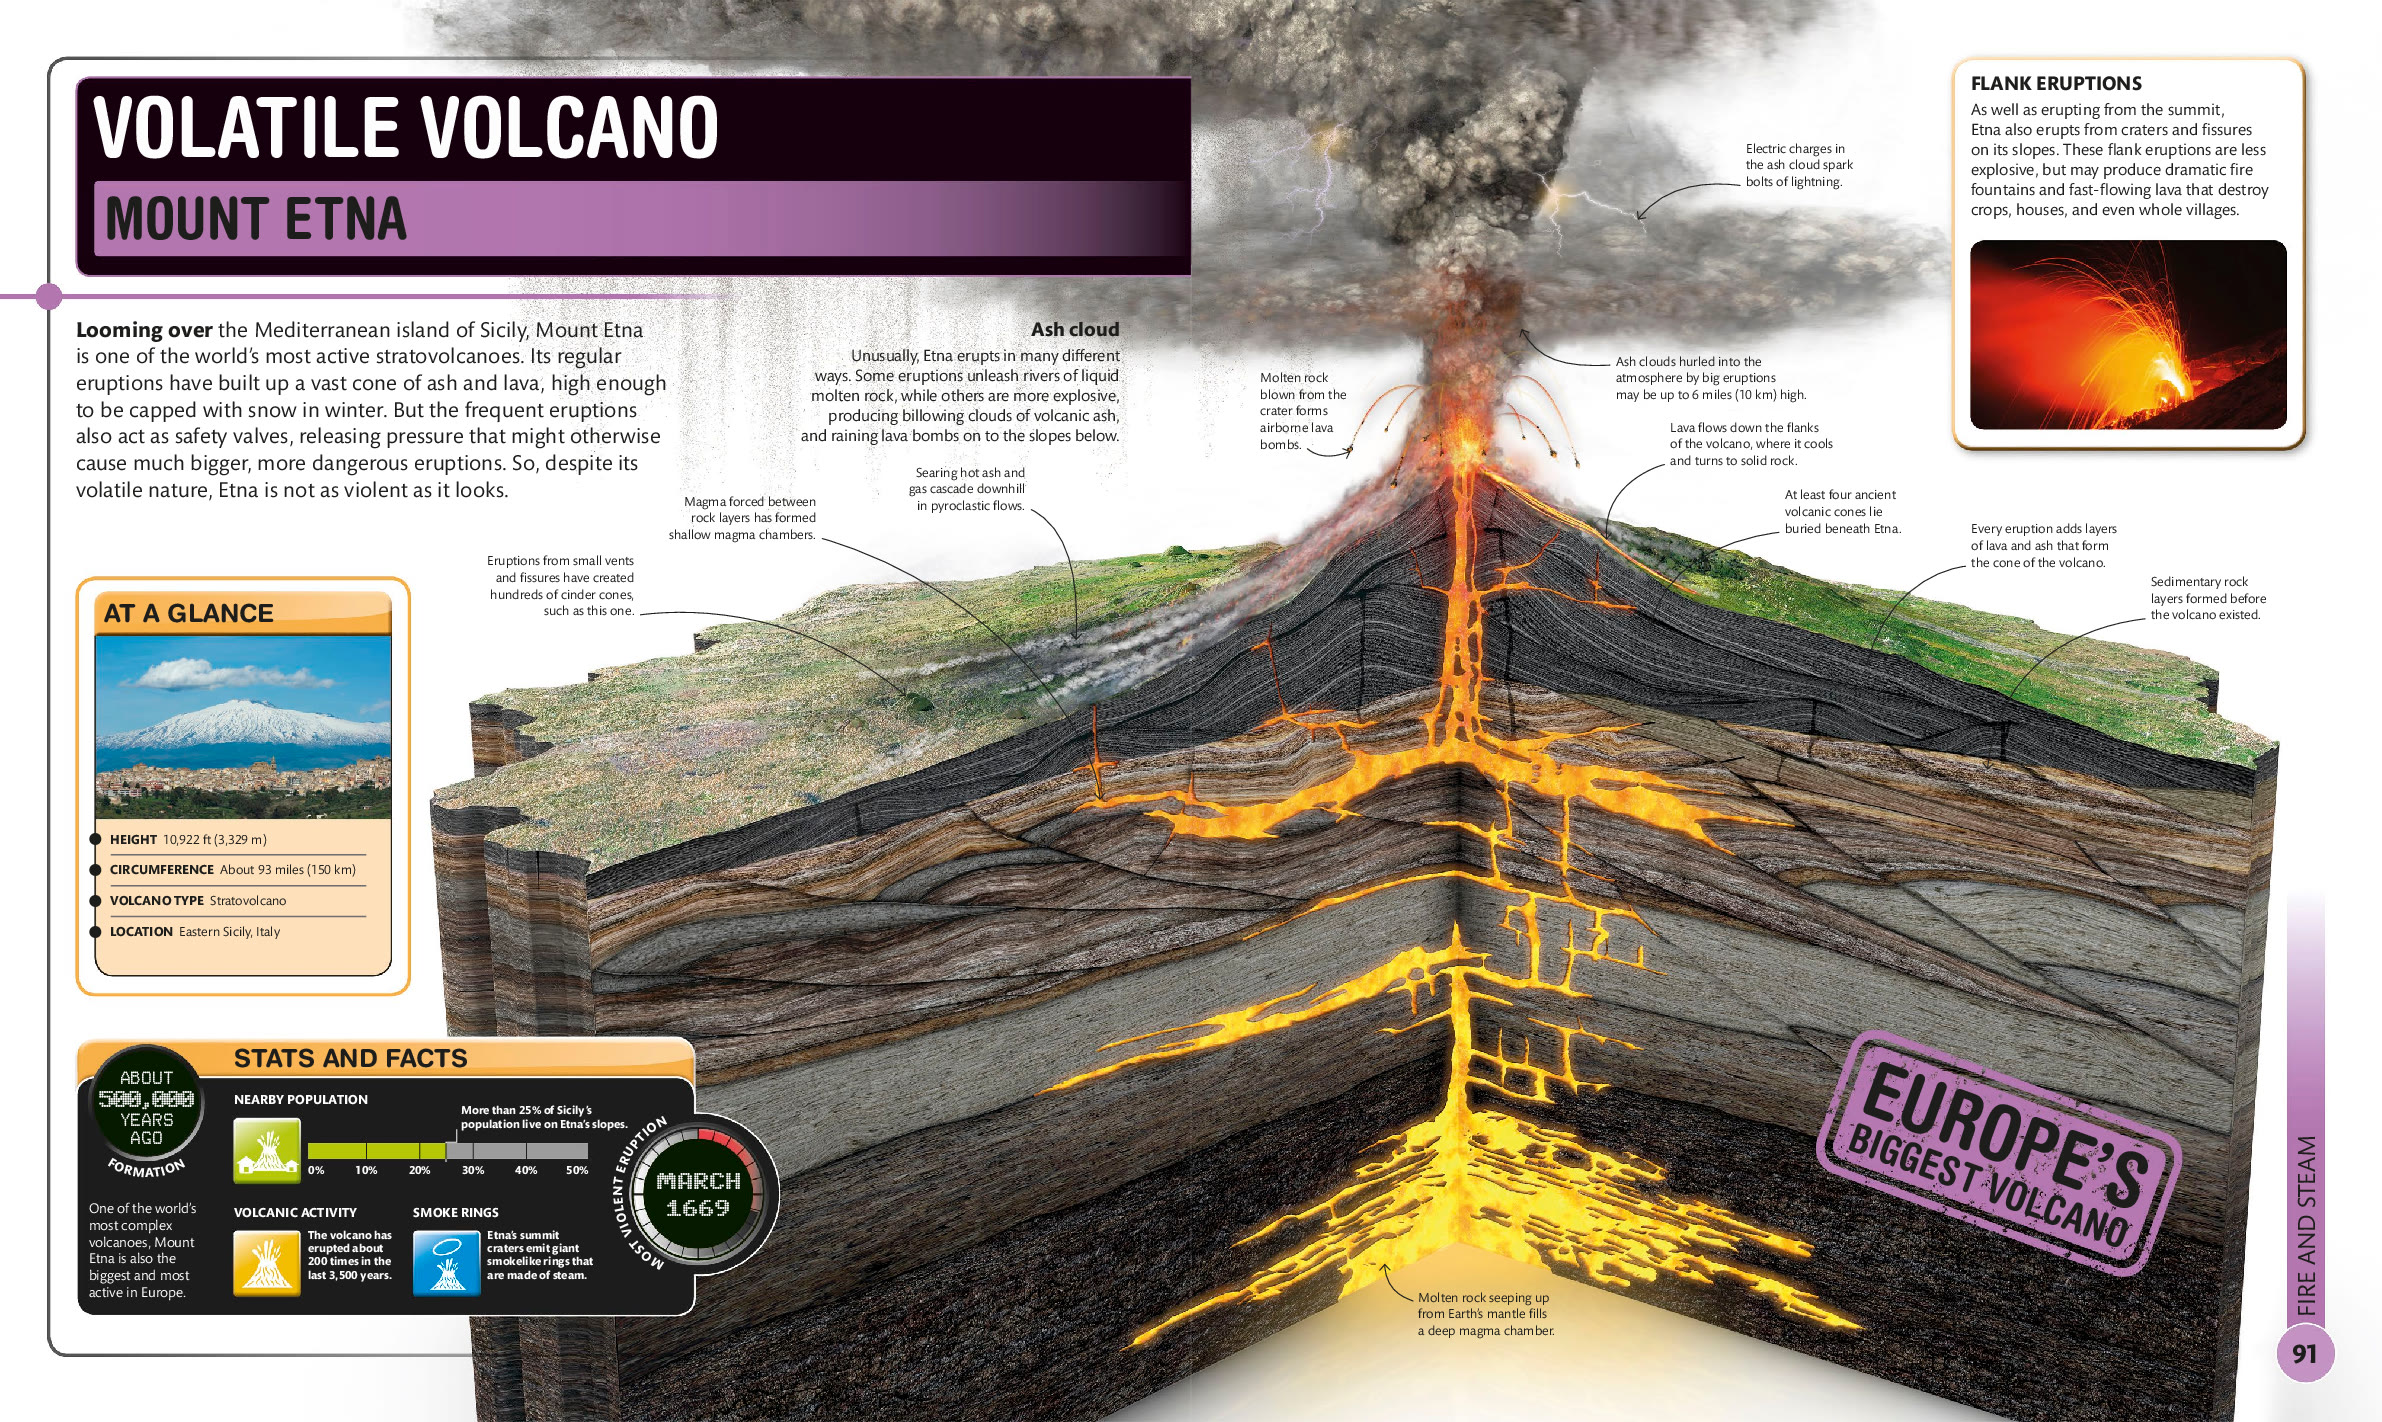 VOLATILE VOLCANO
MOUNT ETNA
Looming over the Mediterranean island of Sicily, Mount Etna
is one of the world's most active stratovolcanoes. Its regular
eruptions have built up a vast cone of ash and lava, high enough
to be capped with snow in winter. But the frequent eruptions
also act as safety valves, releasing pressure that might otherwise
cause much bigger, more dangerous eruptions. So, despite its
volatile nature, Etna is not as violent as it looks.
Ash cloud
Unusually, Etna erupts in many different
ways. Some eruptions unleash rivers of liquid
molten rock, while others are more explosive,
producing billowing clouds of volcanic ash,
and raining lava bombs on to the slopes below.
Searing hot ash and
gas cascade downhill
in pyroclastic flows.
Magma forced between
rock layers has formed
shallow magma chambers.
Eruptions from small vents
and fissures have created
hundreds of cinder cones,
such as this one.
Molten rock
blown from the
crater forms
airborne lava
bombs.
Electric charges in
the ash cloud spark
bolts of lightning.
Ash clouds hurled into the
atmosphere by big eruptions
may be up to 6 miles (10 km) high.
Lava flows down the flanks
of the volcano, where it cools
and turns to solid rock.
At least four ancient
volcanic cones lie
buried beneath Etna.
Every eruption adds layers
of lava and ash that form
the cone of the volcano.
Sedimentary rock
layers formed before
the volcano existed.
FLANK ERUPTIONS
As well as erupting from the summit,
Etna also erupts from craters and fissures
on its slopes. These flank eruptions are less
explosive, but may produce dramatic fire
fountains and fast-flowing lava that destroy
crops, houses, and even whole villages.
AT A GLANCE
HEIGHT 10,922 ft (3,329 m)
CIRCUMFERENCE About 93 miles (150 km)
VOLCANO TYPE Stratovolcano
LOCATION Eastern Sicily, Italy
STATS AND FACTS
ABOUT
500,000
YEARS
AGO
FORMATION
One of the world's
most complex
volcanoes, Mount
Etna is also the
biggest and most
active in Europe.
NEARBY POPULATION
More than 25% of Sicily's
population live on Etna's slopes.
0% 10% 20% 30% 40% 50%
VOLCANIC ACTIVITY
The volcano has
erupted about
200 times in the
last 3,500 years.
SMOKE RINGS
Etna's summit
craters emit giant
smokelike rings that
are made of steam.
MOST VIOLENT ERUPTION
MARCH
1669
Molten rock seeping up
from Earth's mantle fills
a deep magma chamber.
EUROPE'S
BIGGEST VOLCANO
FIRE AND STEAM
91